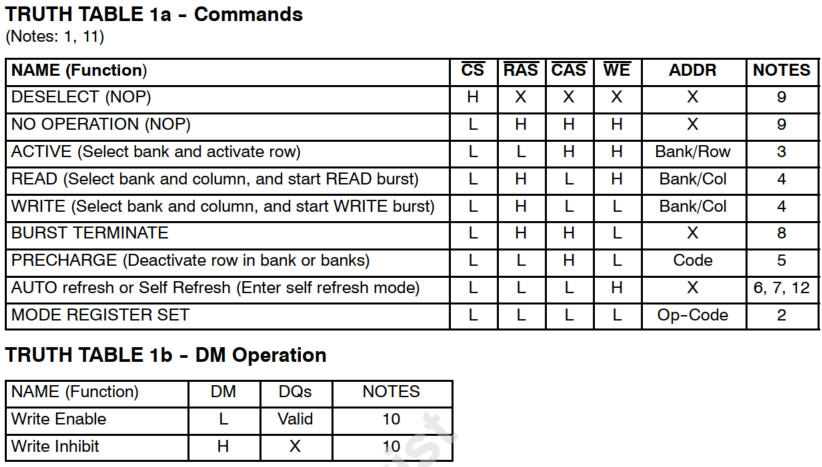 TRUTH TABLE 1a - Commands
(Notes: 1, 11)
NAME (Function) CS RAS CAS WE ADDR NOTES
DESELECT (NOP) H X X X X 9
NO OPERATION (NOP) L H H H X 9
ACTIVE (Select bank and activate row) L L H H Bank/Row 3
READ (Select bank and column, and start READ burst) L H L H Bank/Col 4
WRITE (Select bank and column, and start WRITE burst) L H L L Bank/Col 4
BURST TERMINATE L H H L X 8
PRECHARGE (Deactivate row in bank or banks) L L H L Code 5
AUTO refresh or Self Refresh (Enter self refresh mode) L L L H X 6, 7, 12
MODE REGISTER SET L L L L Op-Code 2
TRUTH TABLE 1b - DM Operation
NAME (Function) DM DQs NOTES
Write Enable L Valid 10
Write Inhibit H X 10